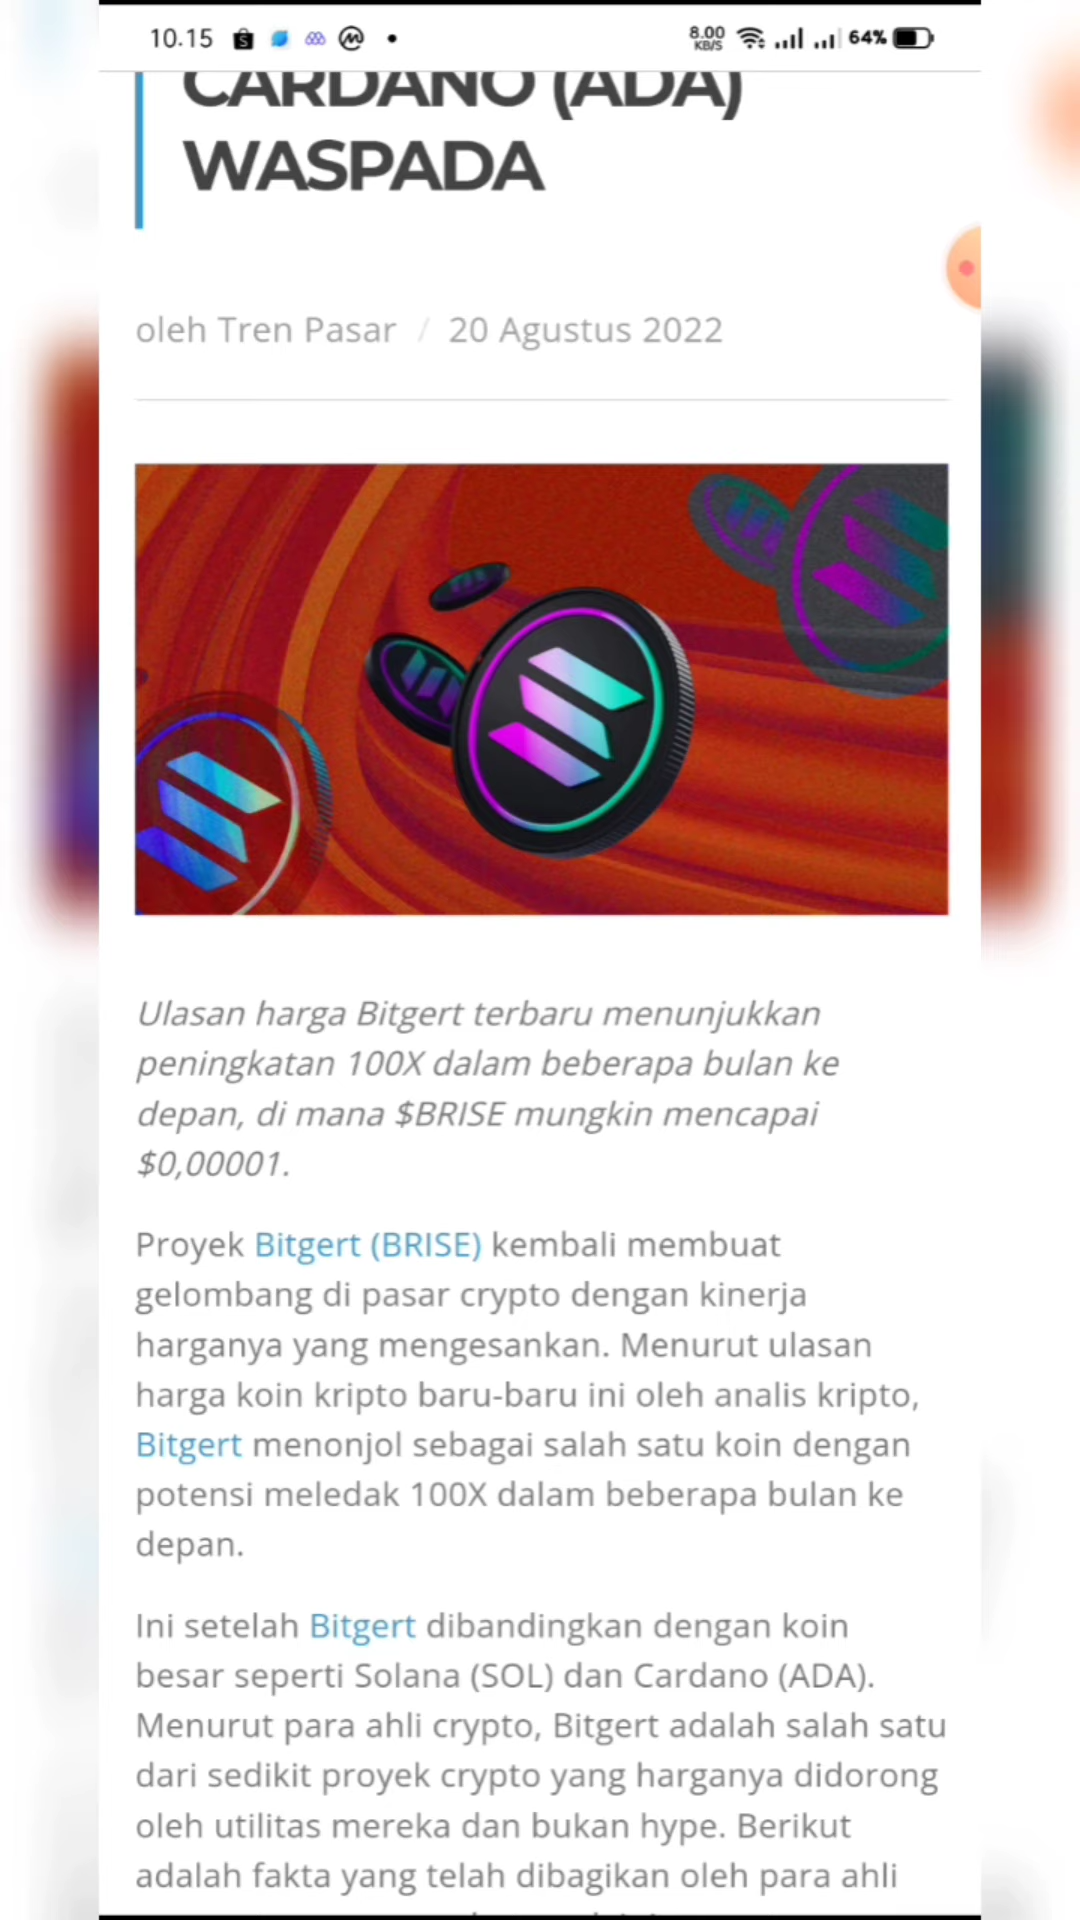 10.15
8.00
KB/S
64%
CARDANO (ADA)
WASPADA
oleh Tren Pasar / 20 Agustus 2022
Ulasan harga Bitgert terbaru menunjukkan
peningkatan 100X dalam beberapa bulan ke
depan, di mana $BRISE mungkin mencapai
$0,00001.
Proyek Bitgert (BRISE) kembali membuat
gelombang di pasar crypto dengan kinerja
harganya yang mengesankan. Menurut ulasan
harga koin kripto baru-baru ini oleh analis kripto,
Bitgert menonjol sebagai salah satu koin dengan
potensi meledak 100X dalam beberapa bulan ke
depan.
Ini setelah Bitgert dibandingkan dengan koin
besar seperti Solana (SOL) dan Cardano (ADA).
Menurut para ahli crypto, Bitgert adalah salah satu
dari sedikit proyek crypto yang harganya didorong
oleh utilitas mereka dan bukan hype. Berikut
adalah fakta yang telah dibagikan oleh para ahli